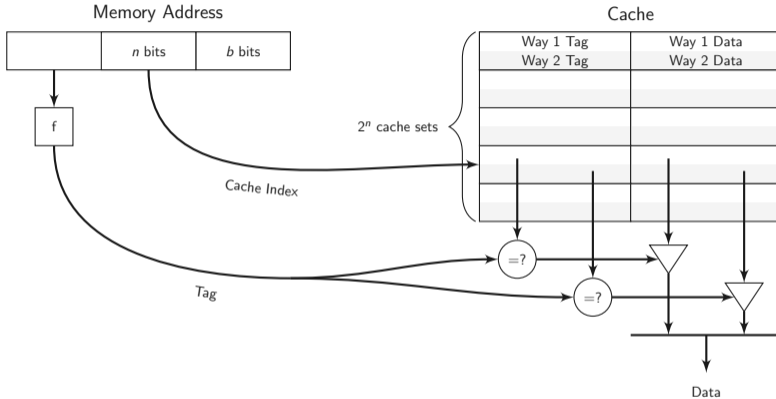 Memory Address
n bits
b bits
f
Cache
Way 1 Tag
Way 1 Data
Way 2 Tag
Way 2 Data
2ⁿ cache sets
Cache Index
Tag
=?
=?
Data